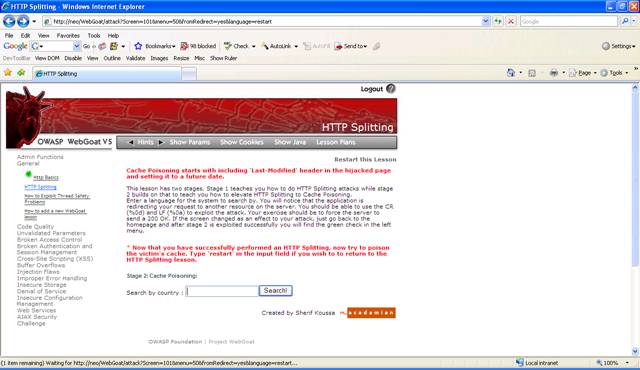 HTTP Splitting - Windows Internet Explorer
http://neo/WebGoat/attack?Screen=101&menu=50&fromRedirect=yes&language=restart
Google
File Edit View Favorites Tools Help
Google Go Bookmarks 98 blocked Check AutoLink AutoFill Send to Settings
DevToolBar View DOM Disable View Outline Validate Images Resize Misc Show Ruler
HTTP Splitting Page Tools
Logout ?
HTTP Splitting
OWASP WebGoat V5 Hints Show Params Show Cookies Show Java Lesson Plans
Admin Functions
General
Http Basics
HTTP Splitting
How to Exploit Thread Safety Problems
How to add a new WebGoat Lesson
Code Quality
Unvalidated Parameters
Broken Access Control
Broken Authentication and
Session Management
Cross-Site Scripting (XSS)
Buffer Overflows
Injection Flaws
Improper Error Handling
Insecure Storage
Denial of Service
Insecure Configuration
Management
Web Services
AJAX Security
Challenge
Restart this Lesson
Cache Poisoning starts with including 'Last-Modified' header in the hijacked page
and setting it to a future date.
This lesson has two stages. Stage 1 teaches you how to do HTTP Splitting attacks while
stage 2 builds on that to teach you how to elevate HTTP Splitting to Cache Poisoning.
Enter a language for the system to search by. You will notice that the application is
redirecting your request to another resource on the server. You should be able to use the CR
(%0d) and LF (%0a) to exploit the attack. Your exercise should be to force the server to
send a 200 OK. If the screen changed as an effect to your attack, just go back to the
homepage and after stage 2 is exploited successfully you will find the green check in the left
menu.
* Now that you have successfully performed an HTTP Splitting, now try to poison
the victim's cache. Type 'restart' in the input field if you wish to to return to the
HTTP Splitting lesson.
Stage 2: Cache Poisoning:
Search by country : Search!
Created by Sherif Koussa macadamian
OWASP Foundation | Project WebGoat
(1 item remaining) Waiting for http://neo/WebGoat/attack?Screen=101&menu=50&fromRedirect=yes&language=restart... Local intranet 100%